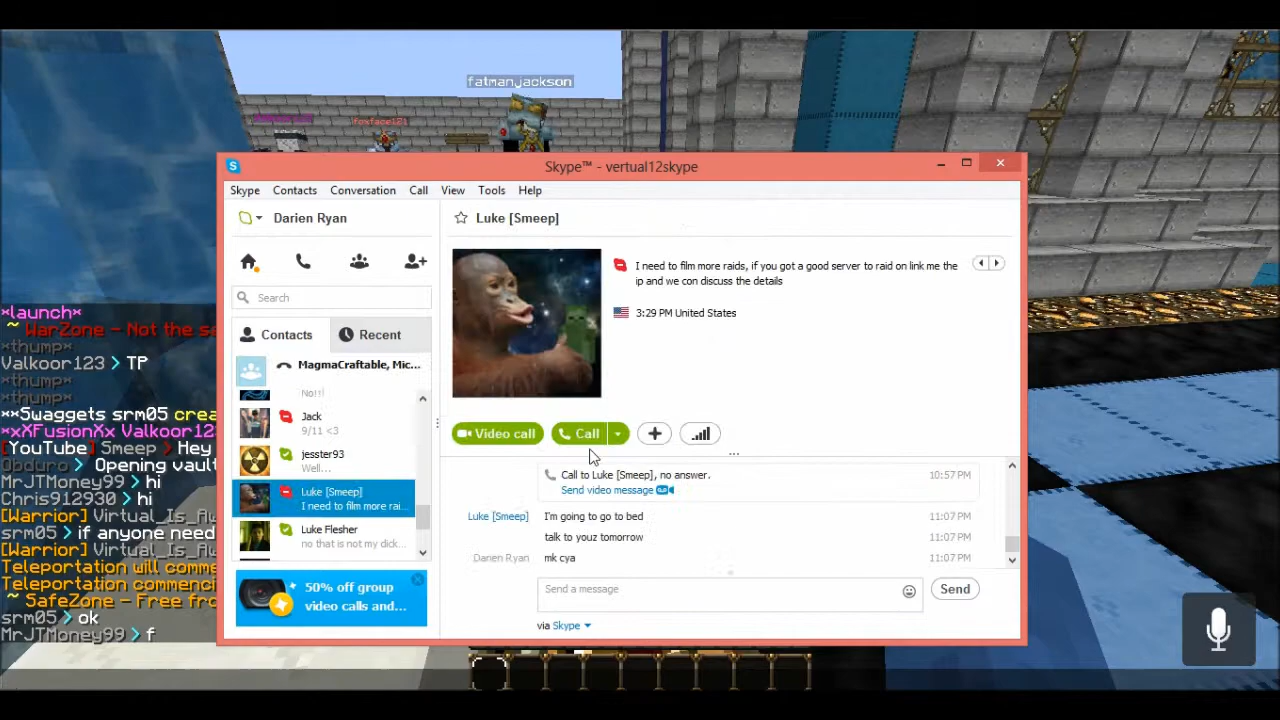 fatmanjackson
foxface121
Skype™ - vertual12skype
Skype Contacts Conversation Call View Tools Help
Darien Ryan
Search
Contacts
Recent
MagmaCraftable, Mic...
No!!
Jack
9/11 <3
jesster93
Well...
Luke [Smeep]
I need to film more rai...
Luke Flesher
no that is not my dick...
50% off group
video calls and...
Luke [Smeep]
I need to film more raids, if you got a good server to raid on link me the
ip and we con discuss the details
3:29 PM United States
Video call
Call
Call to Luke [Smeep], no answer. 10:57 PM
Send video message
Luke [Smeep] I'm going to go to bed 11:07 PM
talk to youz tomorrow 11:07 PM
Darien Ryan mk cya 11:07 PM
Send a message
Send
via Skype
*launch*
~ WarZone - Not the sa
*thump*
Valkoor123 > TP
*thump*
*thump*
**Swaggets srm05 crea
*xXFusionXx Valkoor12
[YouTube] Smeep > Hey
Obduro > Opening vault
MrJTMoney99 > hi
Chris912930 > hi
[Warrior] Virtual_Is_Aw
srm05 > if anyone need
[Warrior] Virtual_Is_Aw
Teleportation will comme
Teleportation commenci
~ SafeZone - Free fro
srm05 > ok
MrJTMoney99 > f